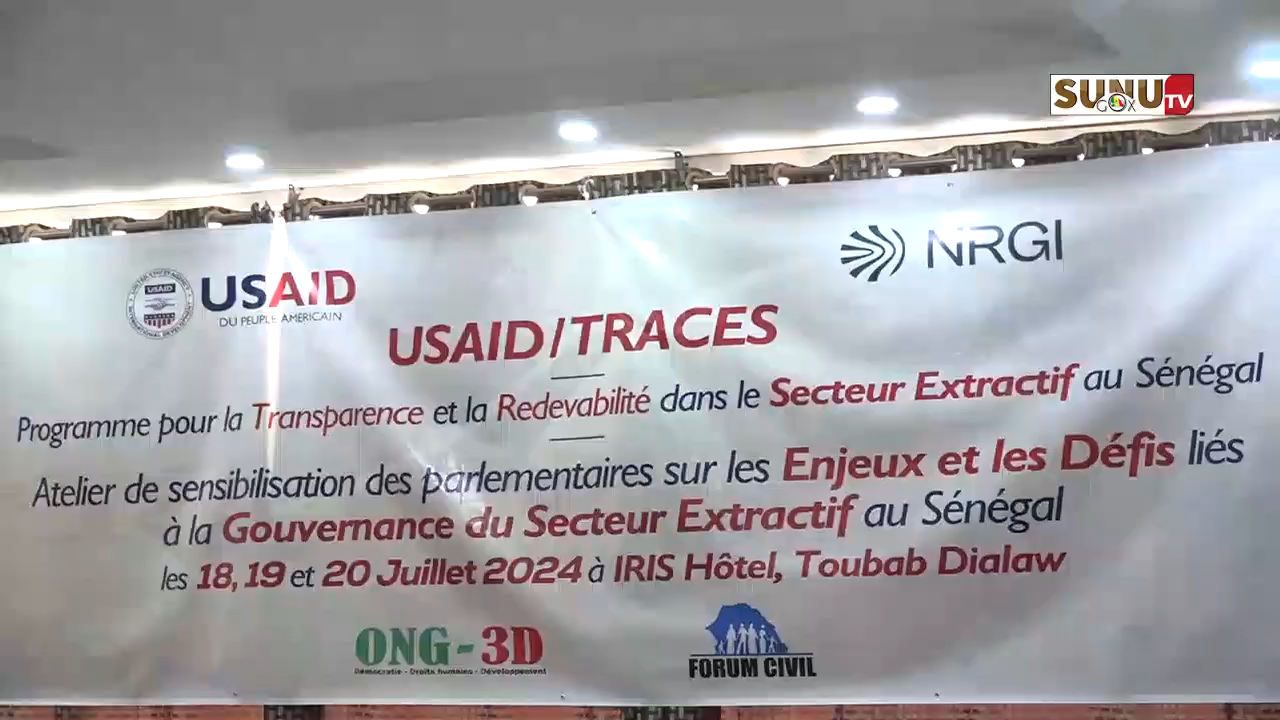 SUNU
GOX
TV
NRGI
USAID
USAID
DU PEUPLE AMERICAIN
USAID/TRACES
Programme pour la Transparence et la Redevabilité dans le Secteur Extractif au Sénégal
Atelier de sensibilisation des parlementaires sur les Enjeux et les Défis liés
à la Gouvernance du Secteur Extractif au Sénégal
les 18, 19 et 20 Juillet 2024 à IRIS Hôtel, Toubab Dialaw
ONG-3D
Démocratie - Droits humains - Développement
FORUM CIVIL